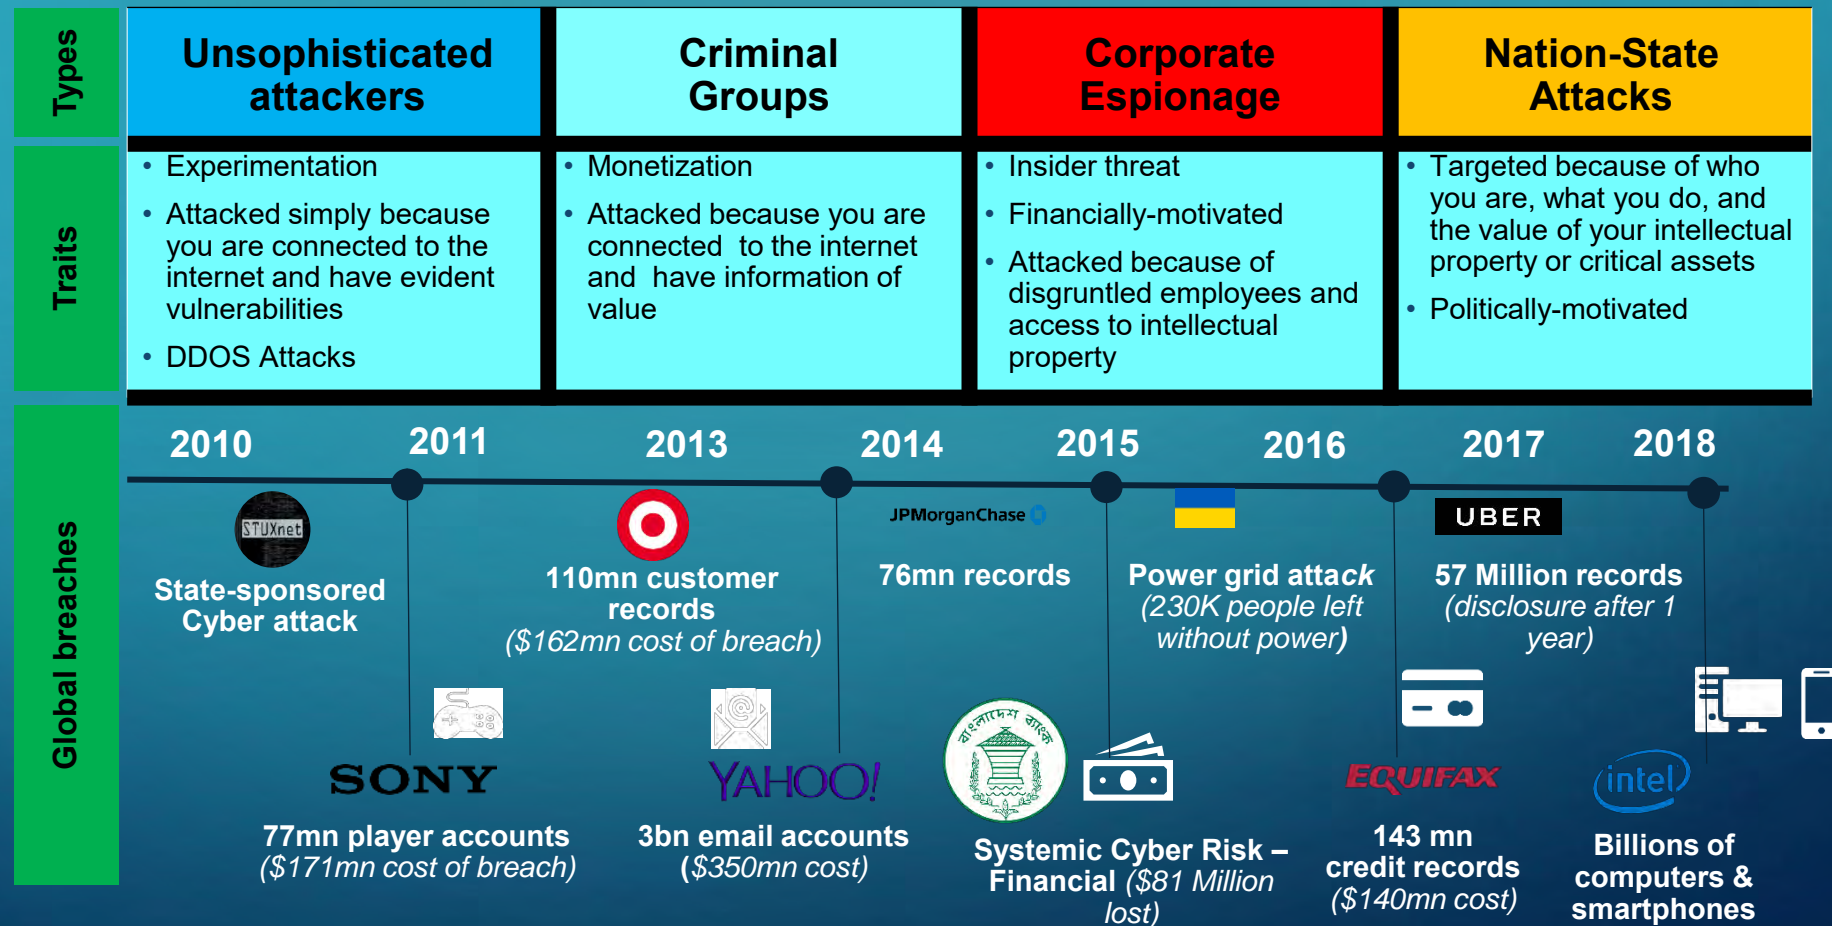 Types
Unsophisticated
attackers
Criminal
Groups
Corporate
Espionage
Nation-State
Attacks
Traits
• Experimentation
• Attacked simply because
you are connected to the
internet and have evident
vulnerabilities
• DDOS Attacks
• Monetization
• Attacked because you are
connected to the internet
and have information of
value
• Insider threat
• Financially-motivated
• Attacked because of
disgruntled employees and
access to intellectual
property
• Targeted because of who
you are, what you do, and
the value of your intellectual
property or critical assets
• Politically-motivated
Global breaches
2010
2011
2013
2014
2015
2016
2017
2018
STUXnet
State-sponsored
Cyber attack
110mn customer
records
($162mn cost of breach)
JPMorganChase
76mn records
Power grid attack
(230K people left
without power)
UBER
57 Million records
(disclosure after 1
year)
SONY
77mn player accounts
($171mn cost of breach)
@
YAHOO!
3bn email accounts
($350mn cost)
বাংলাদেশ ব্যাংক
Systemic Cyber Risk –
Financial ($81 Million
lost)
EQUIFAX
143 mn
credit records
($140mn cost)
intel
Billions of
computers &
smartphones